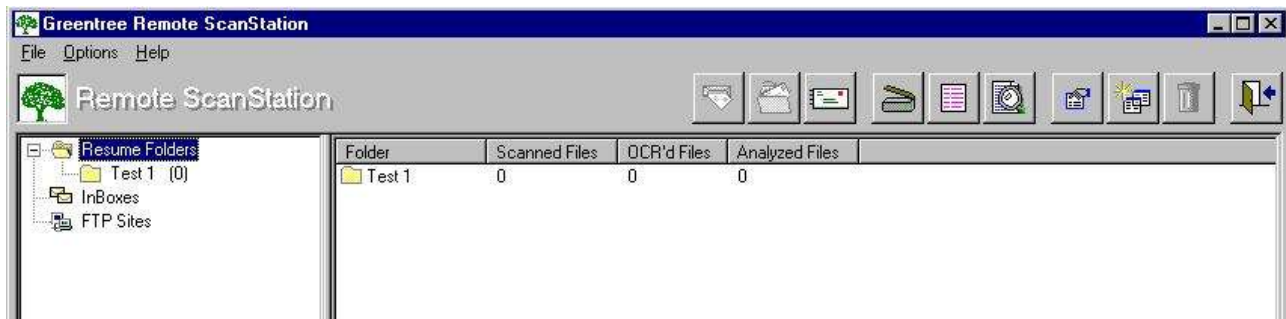 Greentree Remote ScanStation
File Options Help
Remote ScanStation
Resume Folders
Test 1 (0)
InBoxes
FTP Sites
Folder Scanned Files OCR'd Files Analyzed Files
Test 1 0 0 0